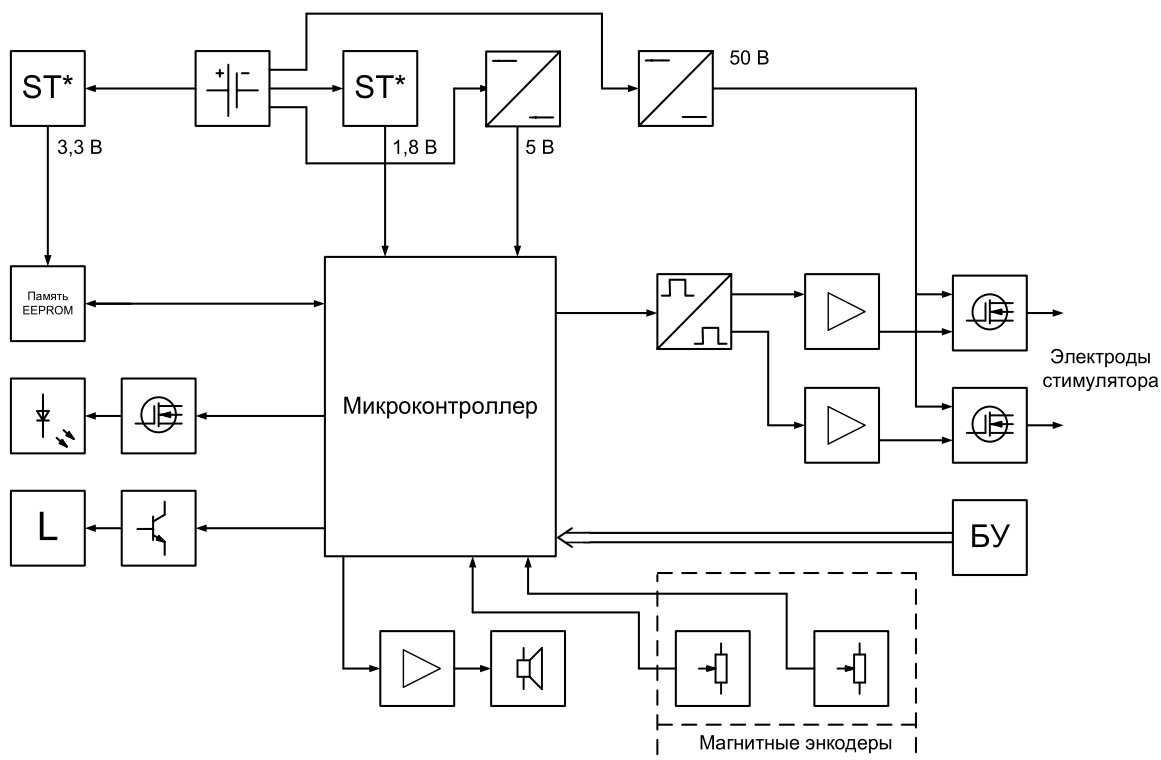 50 В
ST*
+ –
ST*
3,3 В
1,8 В
5 В
Память
EEPROM
Микроконтроллер
Электроды
стимулятора
L
БУ
Магнитные энкодеры